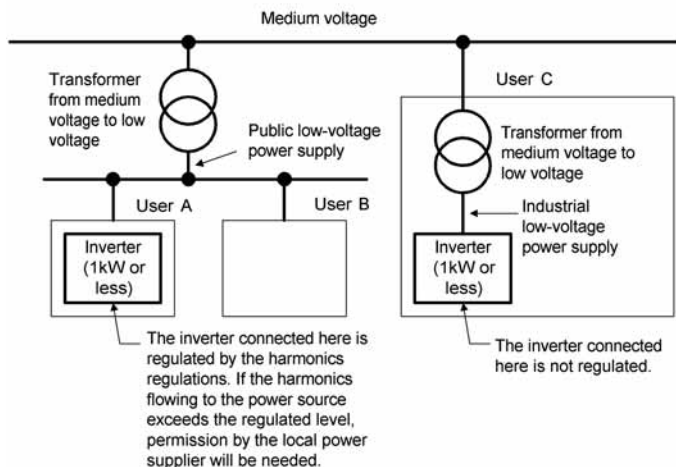 Medium voltage
Transformer
from medium
voltage to low
voltage
Public low-voltage
power supply
User A
User B
Inverter
(1kW or
less)
The inverter connected here is
regulated by the harmonics
regulations. If the harmonics
flowing to the power source
exceeds the regulated level,
permission by the local power
supplier will be needed.
User C
Transformer from
medium voltage to
low voltage
Industrial
low-voltage
power supply
Inverter
(1kW or
less)
The inverter connected
here is not regulated.